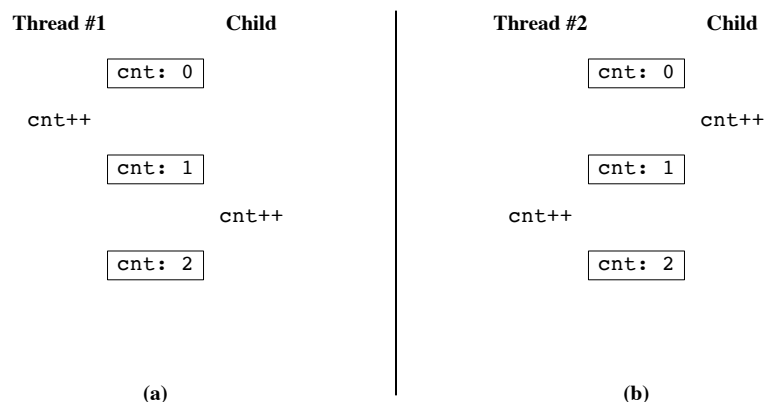 Thread #1 Child
cnt: 0
cnt++
cnt: 1
cnt++
cnt: 2
(a)
Thread #2 Child
cnt: 0
cnt++
cnt: 1
cnt++
cnt: 2
(b)